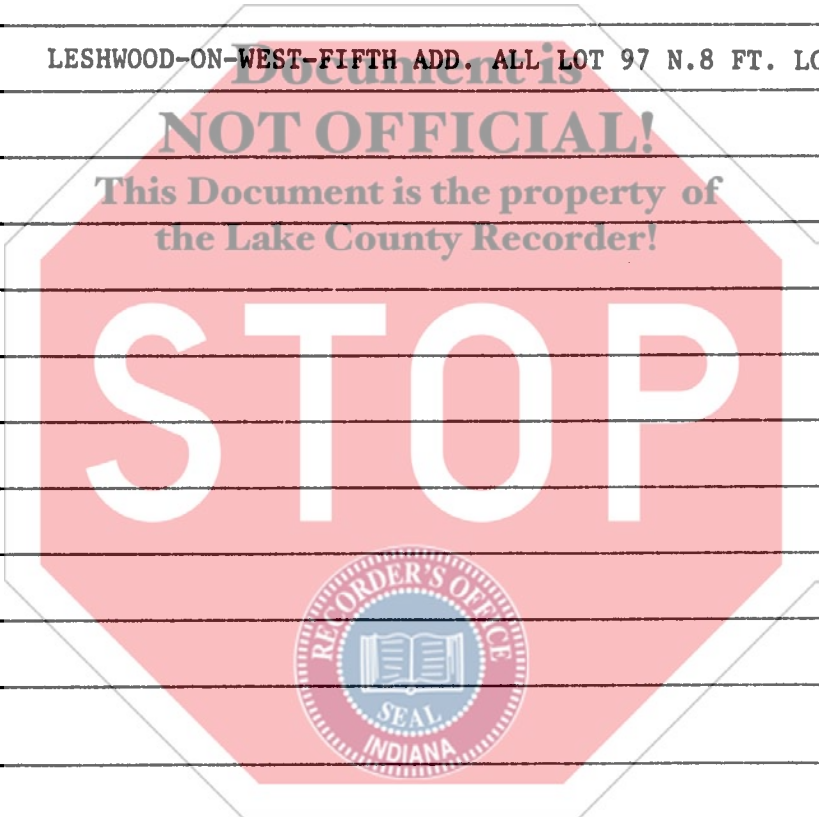 LESHWOOD-ON-WEST-FIFTH ADD. ALL LOT 97 N.8 FT.
Document is
NOT OFFICIAL!
This Document is the property of
the Lake County Recorder!
STOP
RECORDER'S OFFICE
SEAL
INDIANA